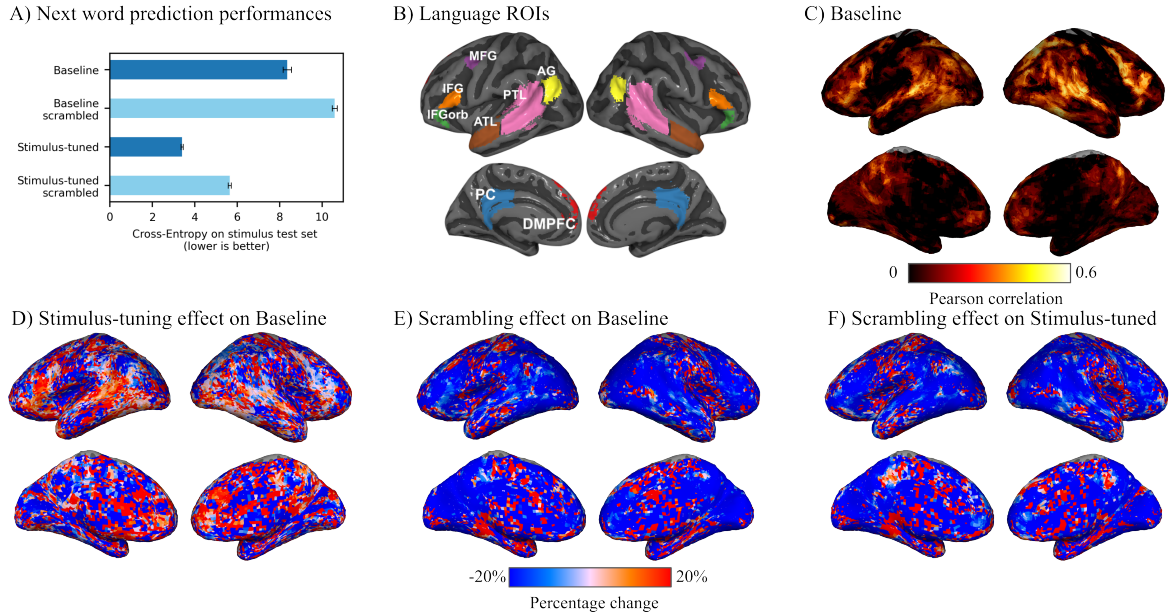 A) Next word prediction performances
Baseline
Baseline
scrambled
Stimulus-tuned
Stimulus-tuned
scrambled
0 2 4 6 8 10
Cross-Entropy on stimulus test set
(lower is better)
B) Language ROIs
MFG
AG
IFG
PTL
IFGorb
ATL
PC
DMPFC
C) Baseline
0
0.6
Pearson correlation
D) Stimulus-tuning effect on Baseline
E) Scrambling effect on Baseline
F) Scrambling effect on Stimulus-tuned
-20%
20%
Percentage change